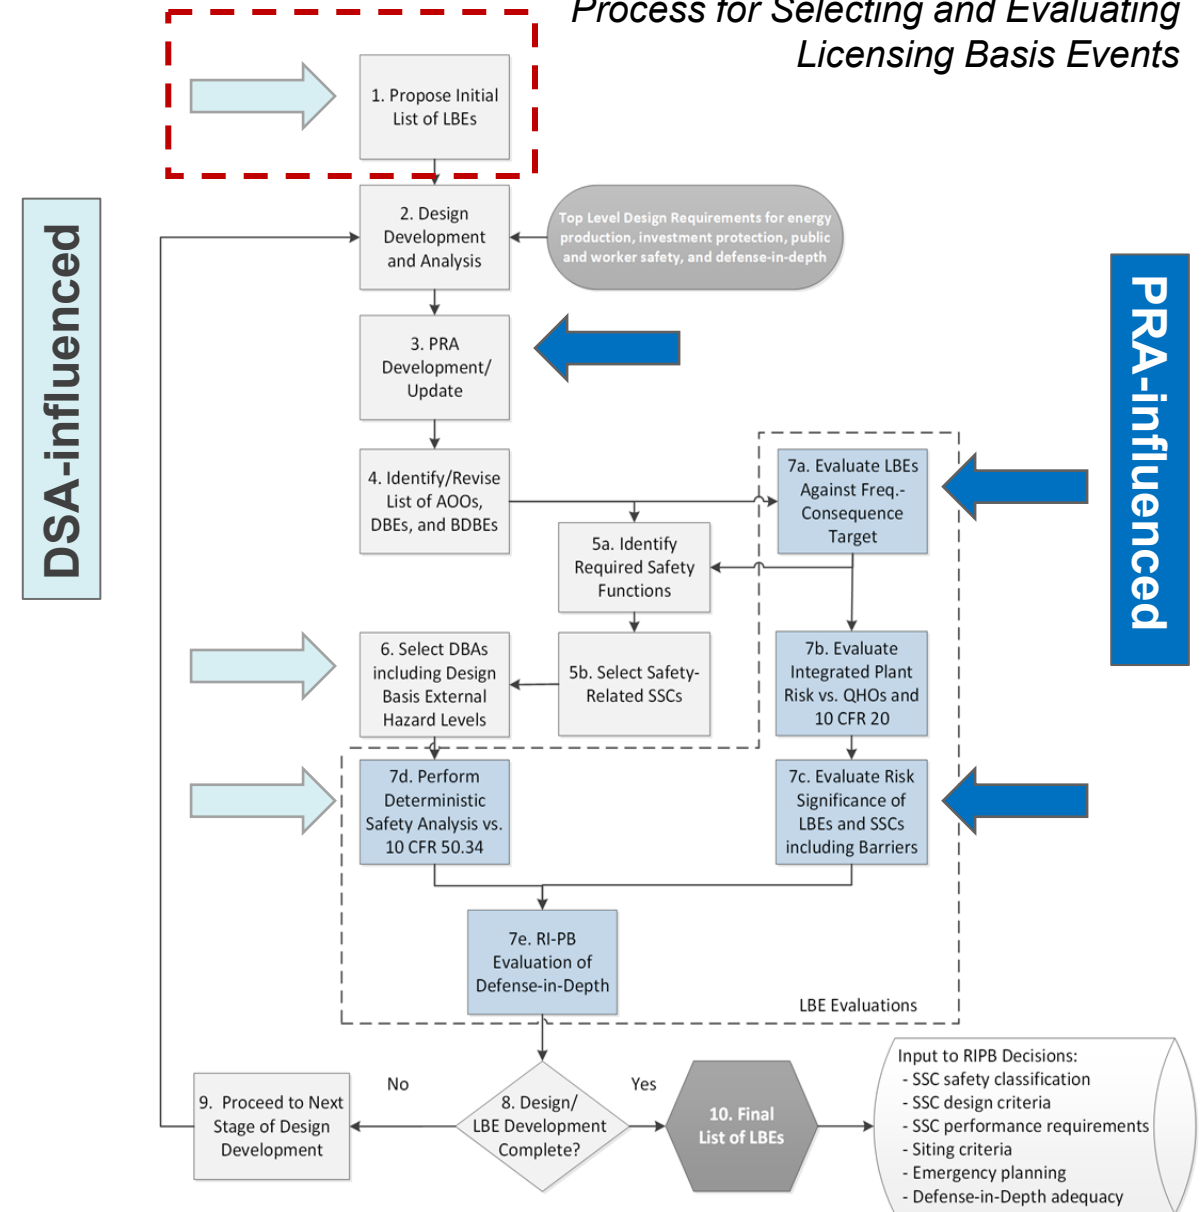 Process for Selecting and Evaluating
Licensing Basis Events
1. Propose Initial
List of LBEs
DSA-influenced
2. Design
Development
and Analysis
Top Level Design Requirements for energy
production, investment protection, public
and worker safety, and defense-in-depth
PRA-influenced
3. PRA
Development/
Update
4. Identify/Revise
List of AOOs,
DBEs, and BDBEs
7a. Evaluate LBEs
Against Freq.-
Consequence
Target
5a. Identify
Required Safety
Functions
6. Select DBAs
including Design
Basis External
Hazard Levels
5b. Select Safety-
Related SSCs
7b. Evaluate
Integrated Plant
Risk vs. QHOs and
10 CFR 20
7d. Perform
Deterministic
Safety Analysis vs.
10 CFR 50.34
7c. Evaluate Risk
Significance of
LBEs and SSCs
including Barriers
7e. RI-PB
Evaluation of
Defense-in-Depth
LBE Evaluations
9. Proceed to Next
Stage of Design
Development
No
8. Design/
LBE Development
Complete?
Yes
10. Final
List of LBEs
Input to RIPB Decisions:
- SSC safety classification
- SSC design criteria
- SSC performance requirements
- Siting criteria
- Emergency planning
- Defense-in-Depth adequacy